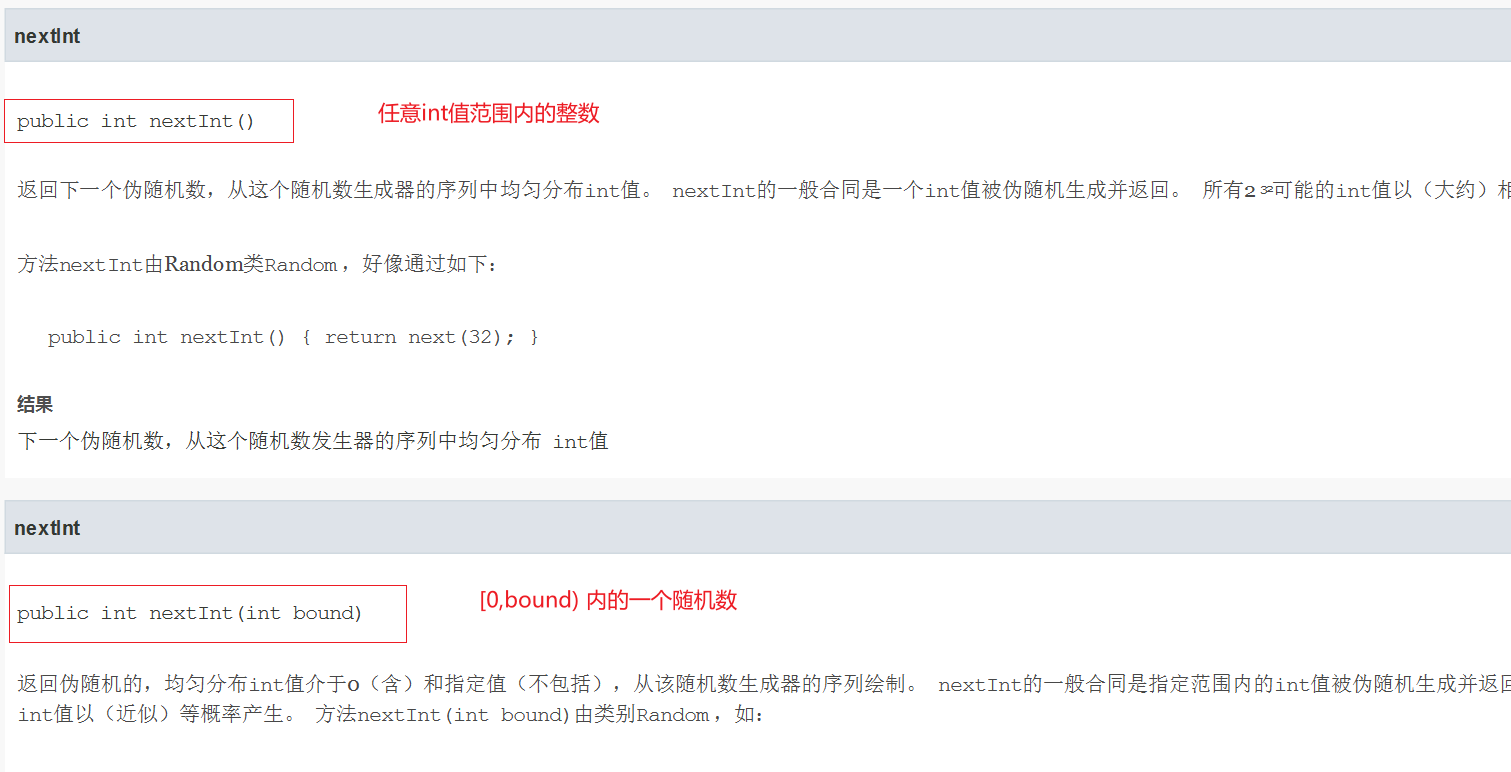 nextInt
public int nextInt()
任意int值范围内的整数
返回下一个伪随机数，从这个随机数生成器的序列中均匀分布int值。 nextInt的一般合同是一个int值被伪随机生成并返回。 所有2 32可能的int值以（大约）相
方法nextInt由Random类Random ，好像通过如下：
public int nextInt() { return next(32); }
结果
下一个伪随机数，从这个随机数发生器的序列中均匀分布 int值
nextInt
public int nextInt(int bound)
[0,bound) 内的一个随机数
返回伪随机的，均匀分布int值介于0（含）和指定值（不包括），从该随机数生成器的序列绘制。 nextInt的一般合同是指定范围内的int值被伪随机生成并返回
int值以（近似）等概率产生。 方法nextInt(int bound)由类别Random ，如：